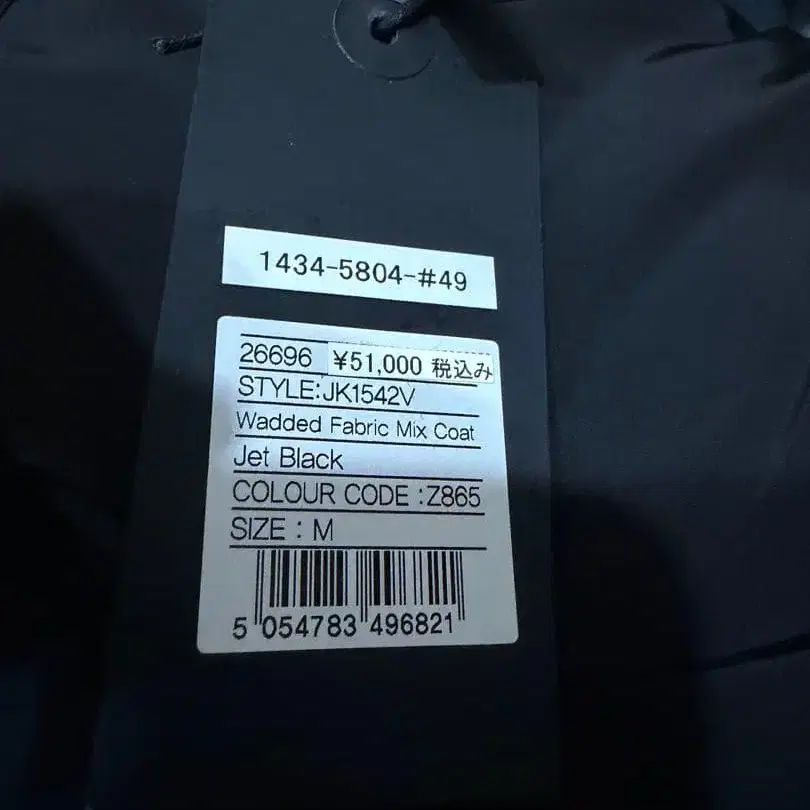 1434-5804-#49
26696 ¥51,000 税込み
STYLE:JK1542V
Wadded Fabric Mix Coat
Jet Black
COLOUR CODE :Z865
SIZE : M
5 054783 496821